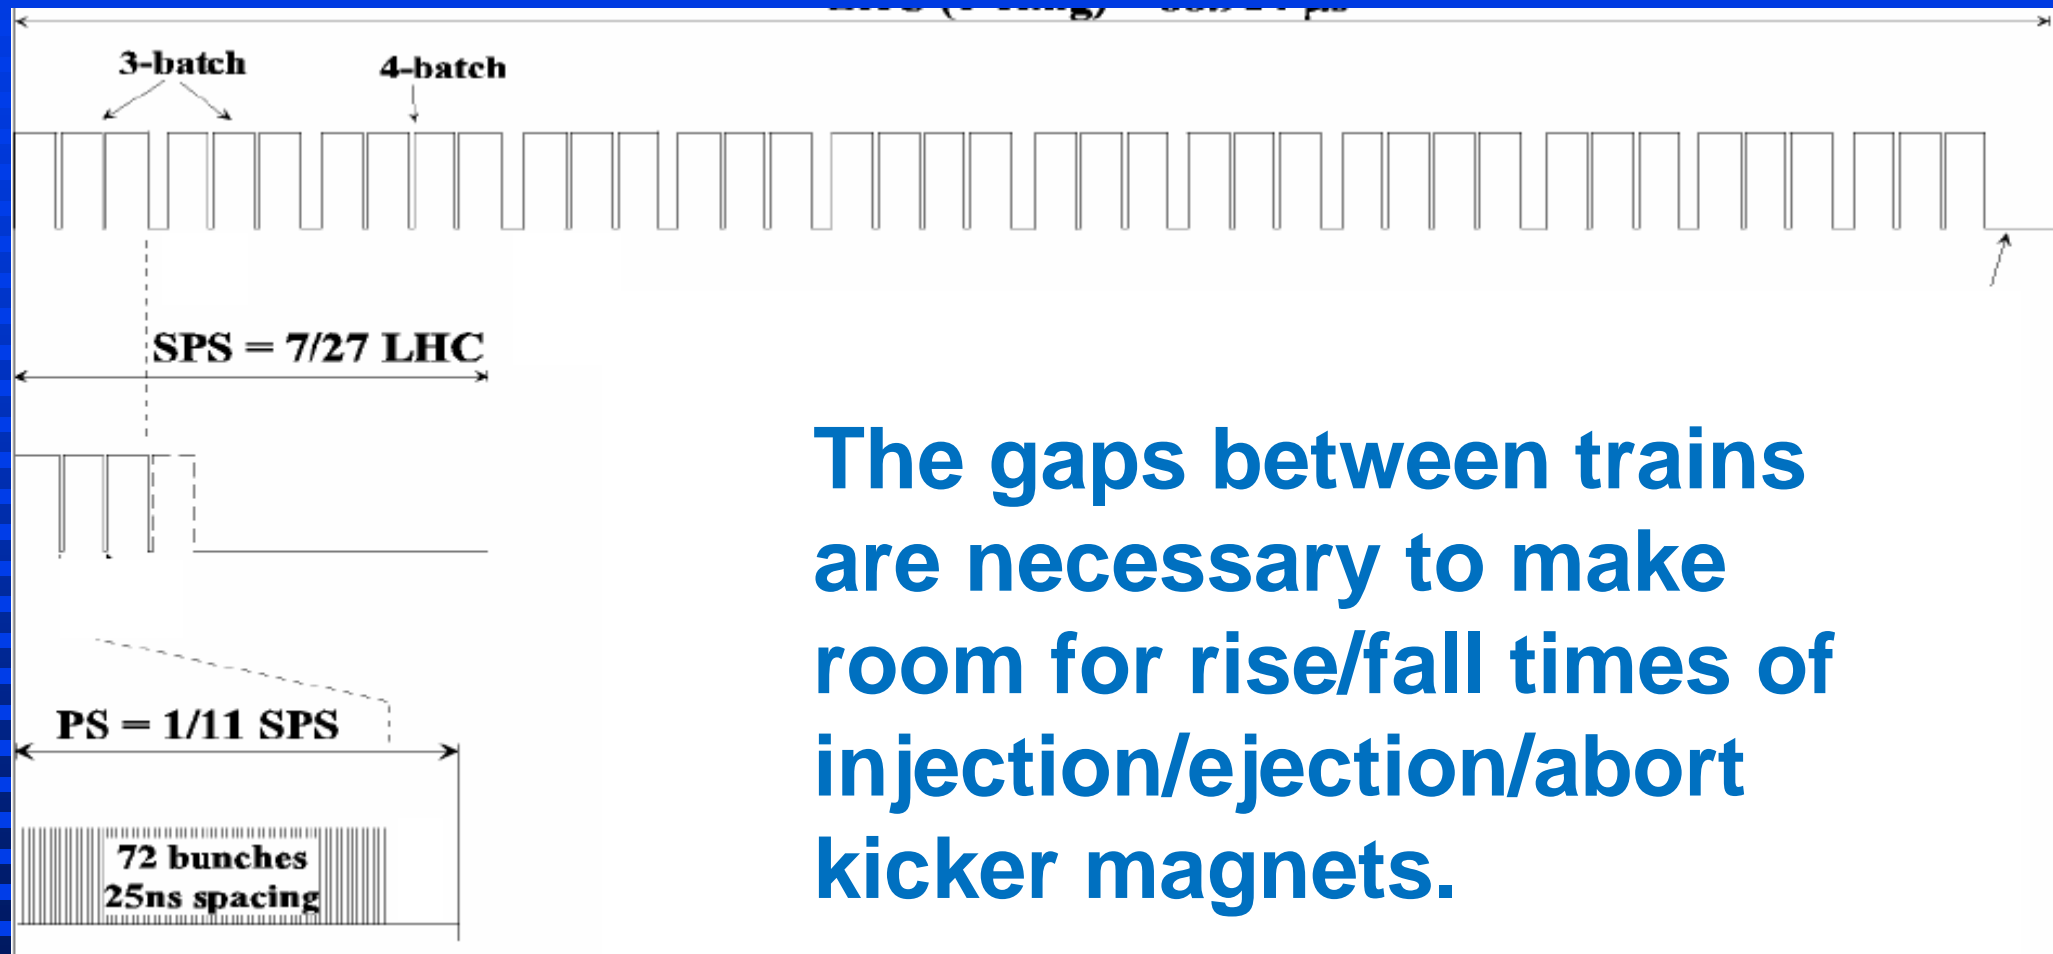 3-batch
4-batch
SPS = 7/27 LHC
PS = 1/11 SPS
72 bunches
25ns spacing
The gaps between trains
are necessary to make
room for rise/fall times of
injection/ejection/abort
kicker magnets.